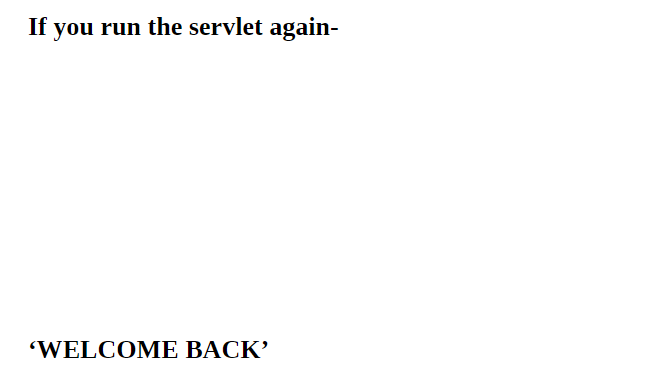 If you run the servlet again-
‘WELCOME BACK’